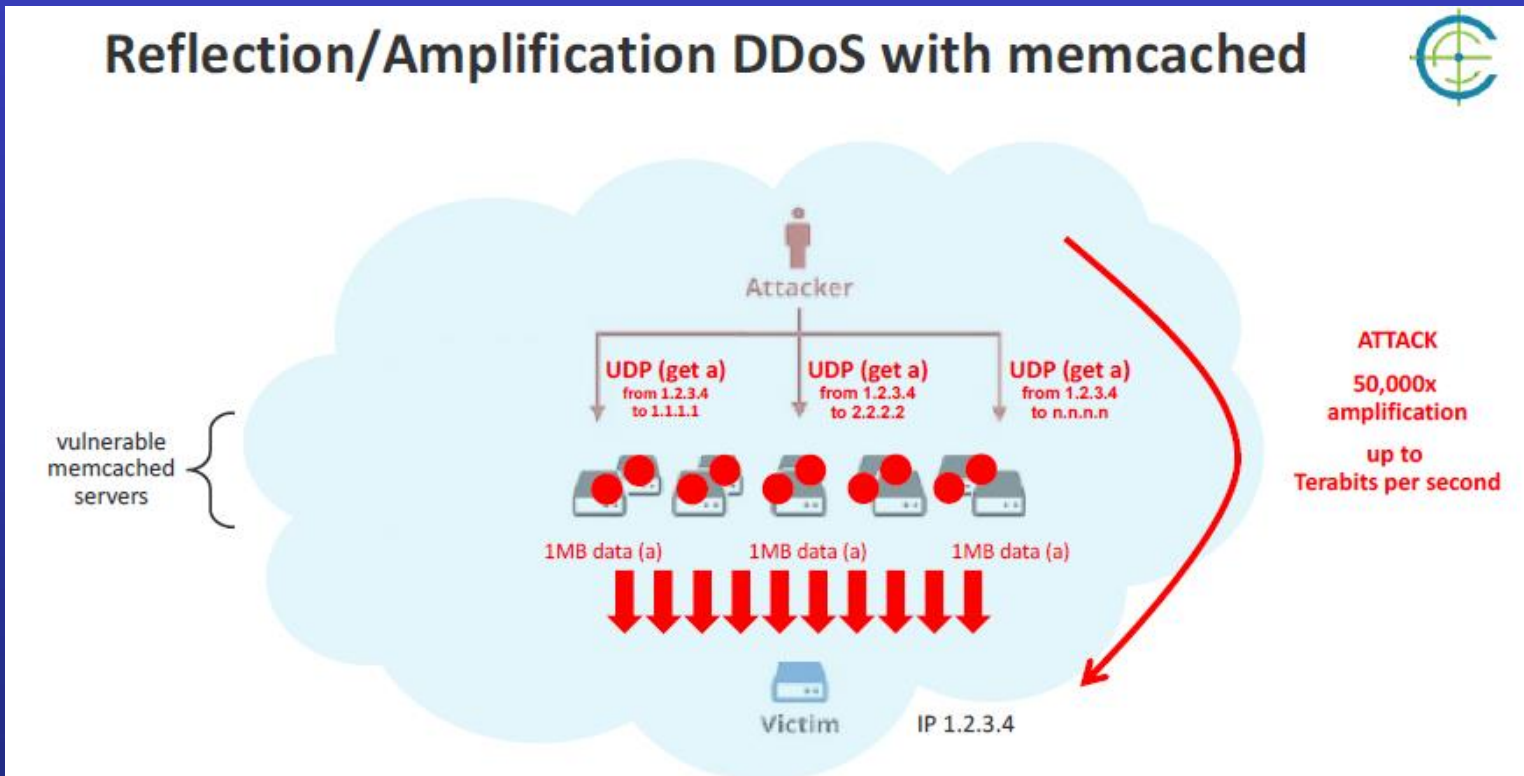 Reflection/Amplification DDoS with memcached
Attacker
UDP (get a)
from 1.2.3.4
to 1.1.1.1
UDP (get a)
from 1.2.3.4
to 2.2.2.2
UDP (get a)
from 1.2.3.4
to n.n.n.n
ATTACK
50,000x
amplification
up to
Terabits per second
vulnerable
memcached
servers
1MB data (a)
1MB data (a)
1MB data (a)
Victim
IP 1.2.3.4